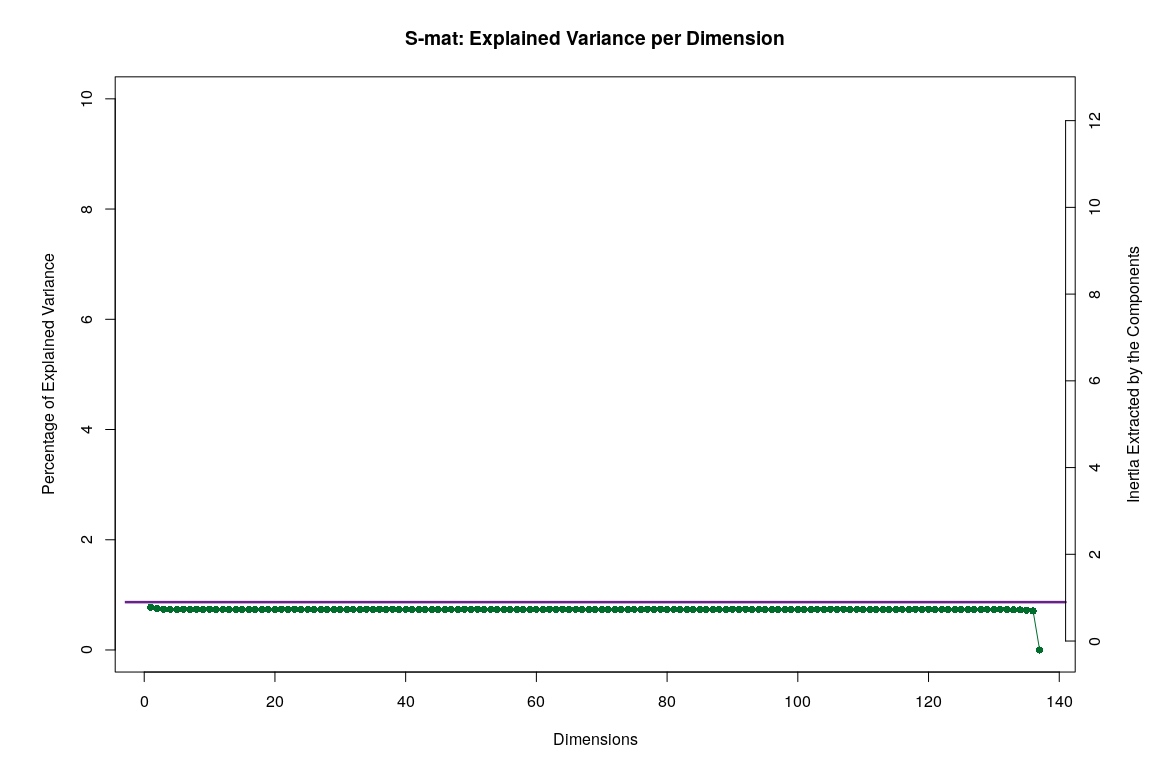 S-mat: Explained Variance per Dimension
Percentage of Explained Variance
10
8
6
4
2
0
12
10
8
6
4
2
0
Inertia Extracted by the Components
0 20 40 60 80 100 120 140
Dimensions